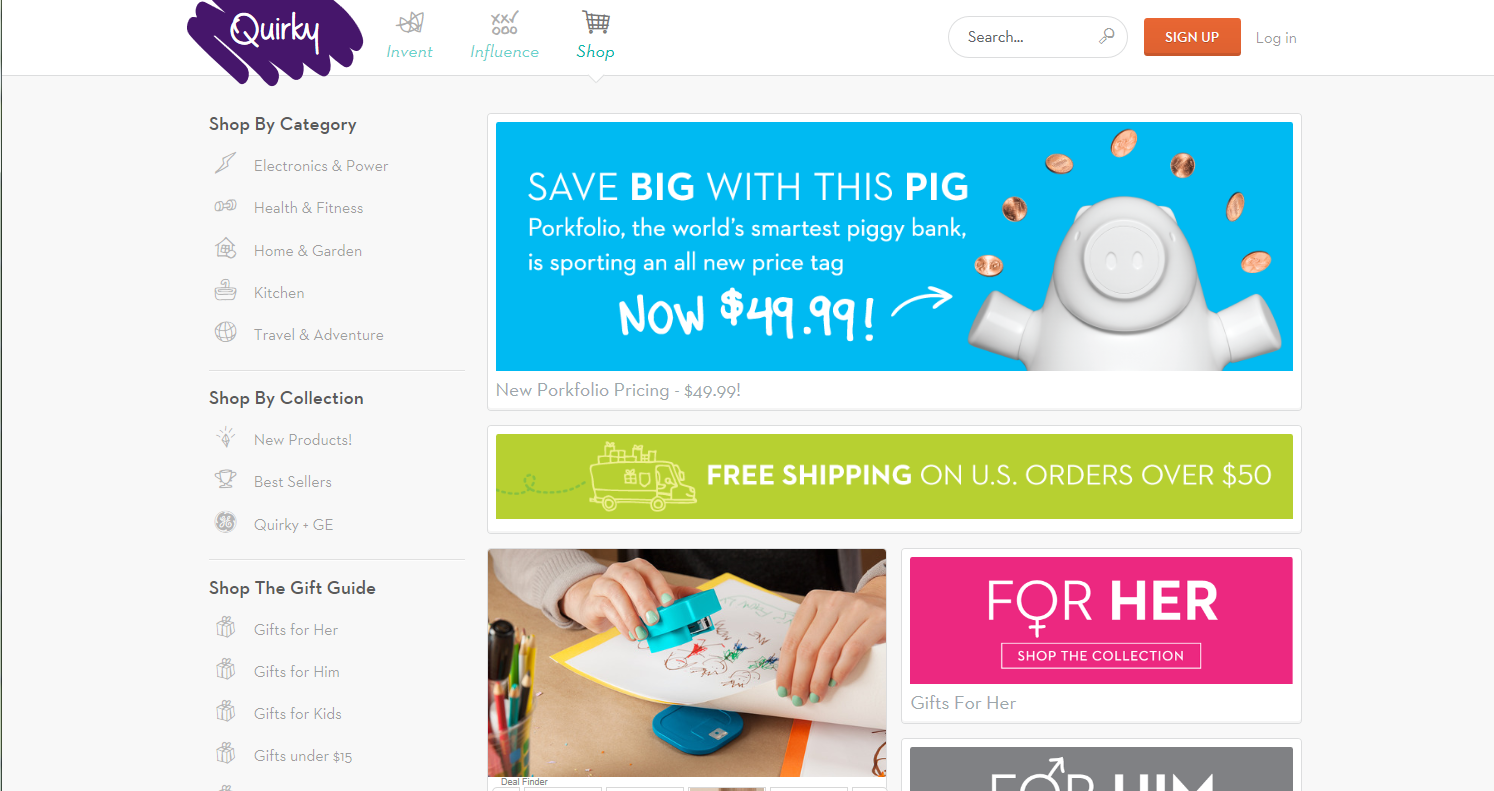 Quirky
Invent
Influence
Shop
Search...
SIGN UP
Log in
Shop By Category
Electronics & Power
Health & Fitness
Home & Garden
Kitchen
Travel & Adventure
Shop By Collection
New Products!
Best Sellers
Quirky + GE
Shop The Gift Guide
Gifts for Her
Gifts for Him
Gifts for Kids
Gifts under $15
SAVE BIG WITH THIS PIG
Porkfolio, the world's smartest piggy bank,
is sporting an all new price tag
NOW $49.99!
New Porkfolio Pricing - $49.99!
FREE SHIPPING ON U.S. ORDERS OVER $50
Deal Finder
FOR HER
SHOP THE COLLECTION
Gifts For Her
FOR HIM